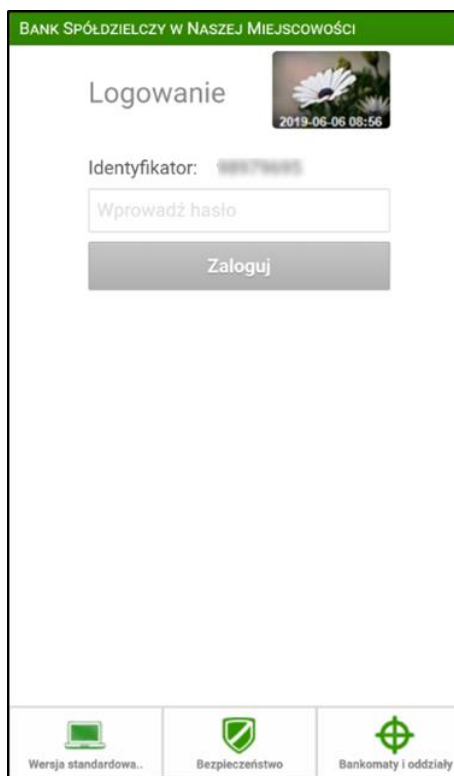 Bank Spółdzielczy w Naszej Miejscowości
Logowanie
2019-06-06 08:56
Identyfikator:
Wprowadź hasło
Zaloguj
Wersja standardowa..
Bezpieczeństwo
Bankomaty i oddziały